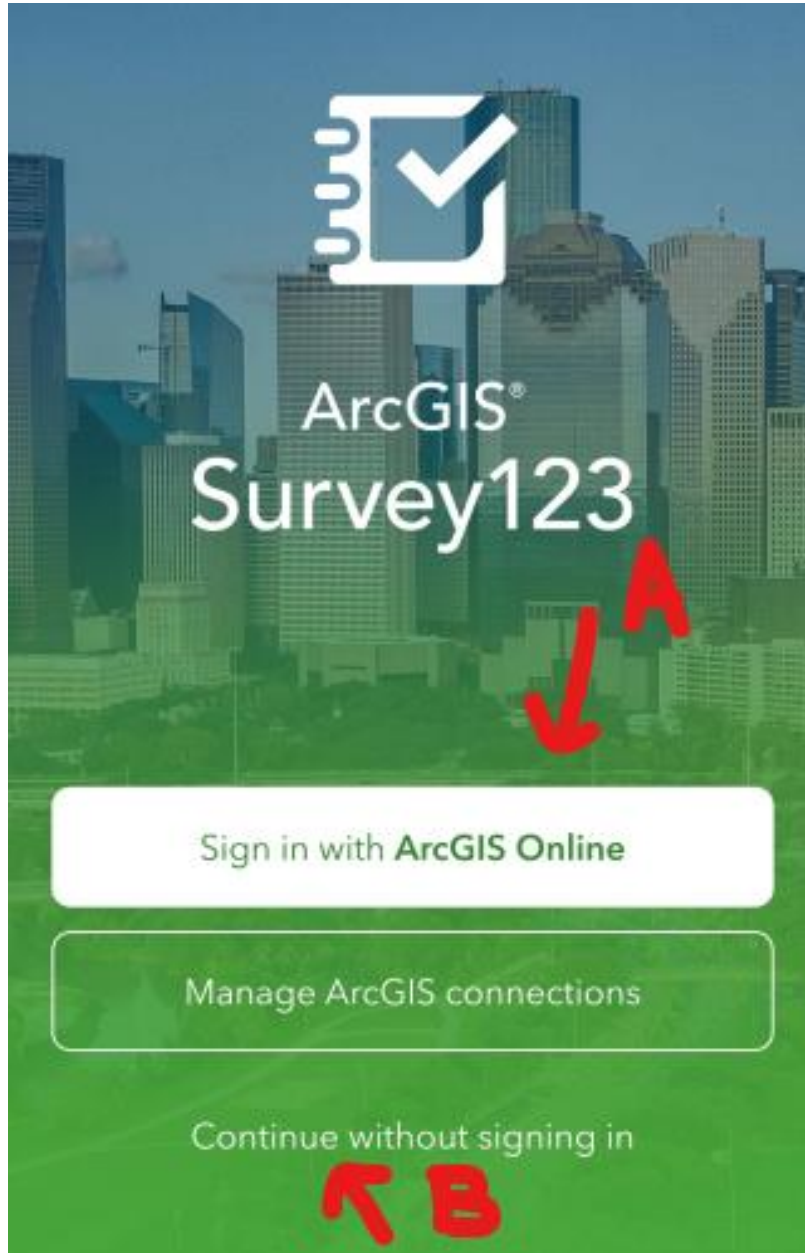 ArcGIS®
Survey123
A
Sign in with ArcGIS Online
Manage ArcGIS connections
Continue without signing in
B